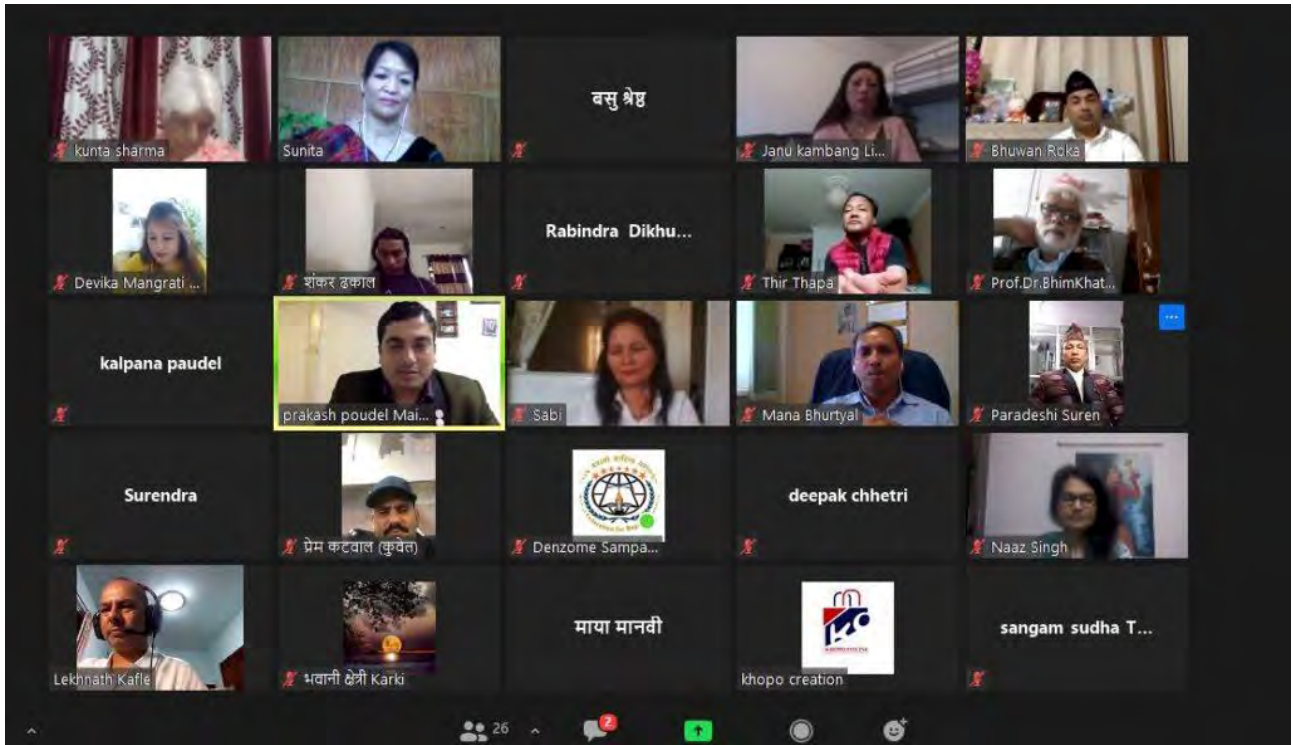 kunta sharma
Sunita
बसु श्रेष्ठ
Janu kambang Li...
Bhuwan Roka
Devika Mangrati ...
शंकर ढकाल
Rabindra Dikhu...
Thir Thapa
Prof.Dr.BhimKhat...
kalpana paudel
prakash poudel Mai...
Sabi
Mana Bhurtyal
Paradeshi Suren
Surendra
प्रेम कटवाल (कुवेत)
Denzome Sampa...
deepak chhetri
Naaz Singh
Lekhnath Kafle
भवानी क्षेत्री Karki
माया मानवी
khopo creation
sangam sudha T...
26
2